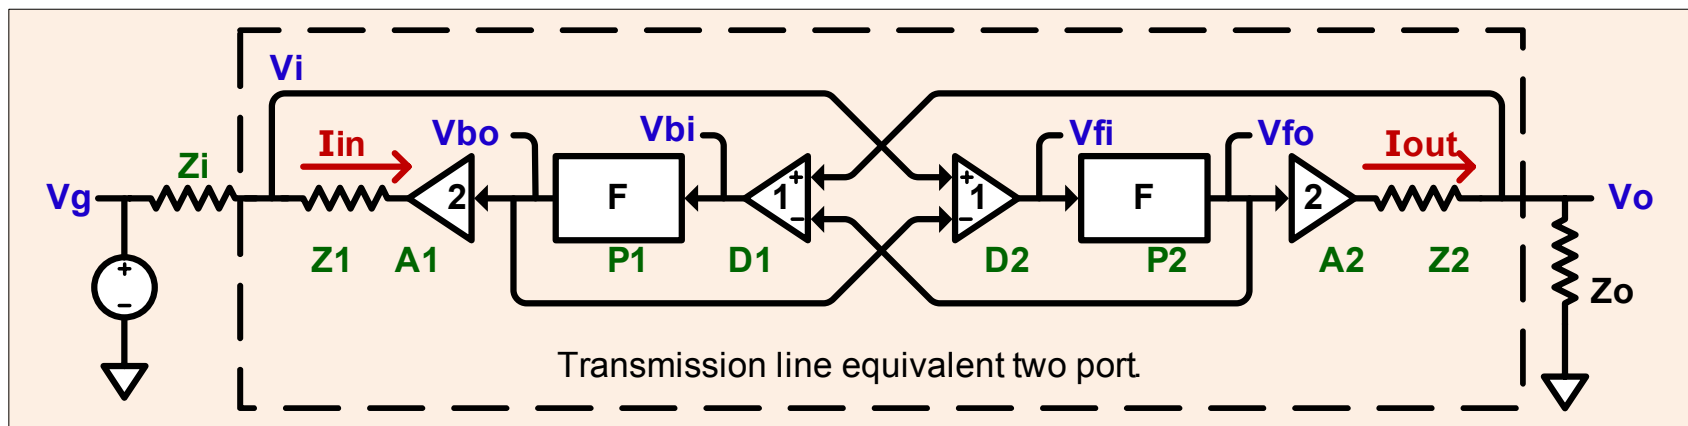 Vi
Iin
Vbo
Vbi
Vfi
Vfo
Iout
Zi
Vg
2
F
1
+
−
+
−
1
F
2
Vo
Z1
A1
P1
D1
D2
P2
A2
Z2
+
−
Zo
Transmission line equivalent two port.